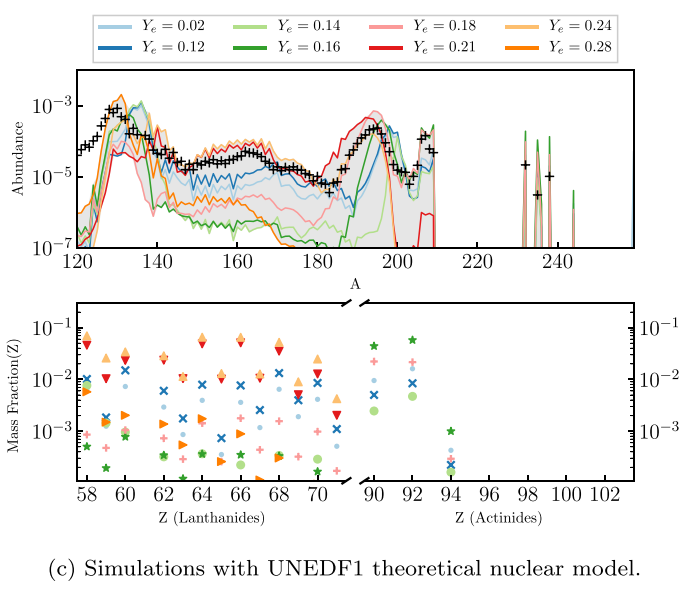 Y_e = 0.02 Y_e = 0.14 Y_e = 0.18 Y_e = 0.24
Y_e = 0.12 Y_e = 0.16 Y_e = 0.21 Y_e = 0.28
Abundance
10^{-3}
10^{-5}
10^{-7}
120 140 160 180 200 220 240
A
Mass Fraction(Z)
10^{-1} 10^{-1}
10^{-2} 10^{-2}
10^{-3} 10^{-3}
58 60 62 64 66 68 70 90 92 94 96 98 100 102
Z (Lanthanides) Z (Actinides)
(c) Simulations with UNEDF1 theoretical nuclear model.